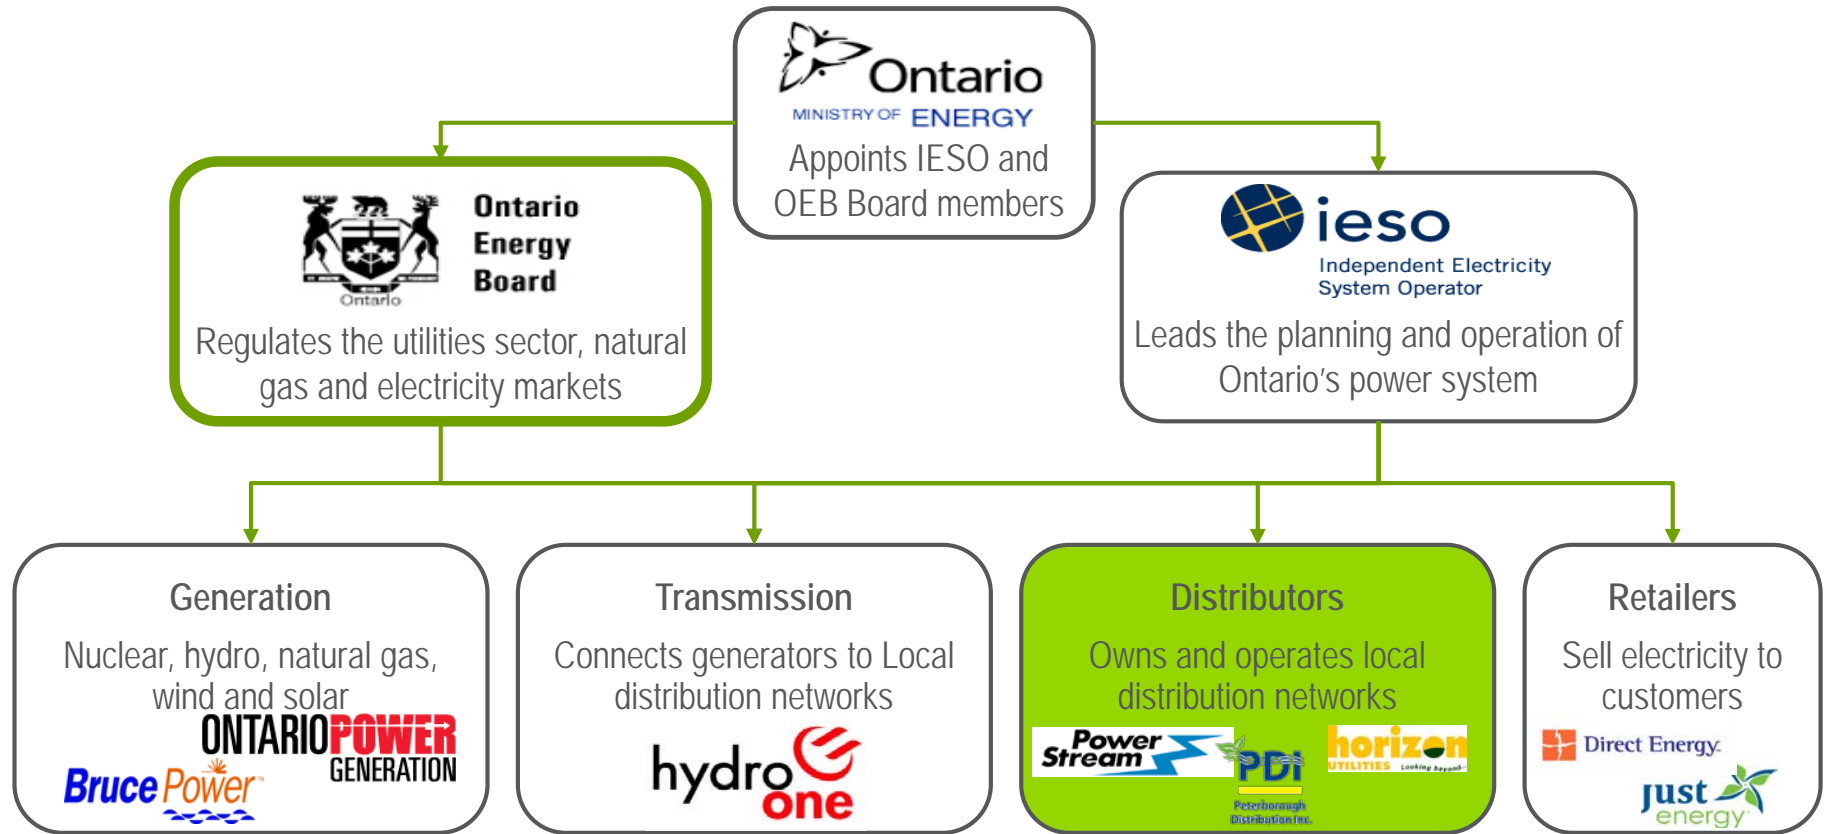 Ontario
MINISTRY OF ENERGY
Appoints IESO and
OEB Board members
Ontario
Energy
Board
Ontario
Regulates the utilities sector, natural
gas and electricity markets
ieso
Independent Electricity
System Operator
Leads the planning and operation of
Ontario's power system
Generation
Nuclear, hydro, natural gas,
wind and solar
ONTARIOPOWER
GENERATION
Bruce Power
Transmission
Connects generators to Local
distribution networks
hydro
one
Distributors
Owns and operates local
distribution networks
Power
Stream
PDI
Peterborough
Distribution Inc.
horizon
UTILITIES Looking beyond...
Retailers
Sell electricity to
customers
Direct Energy.
just
energy